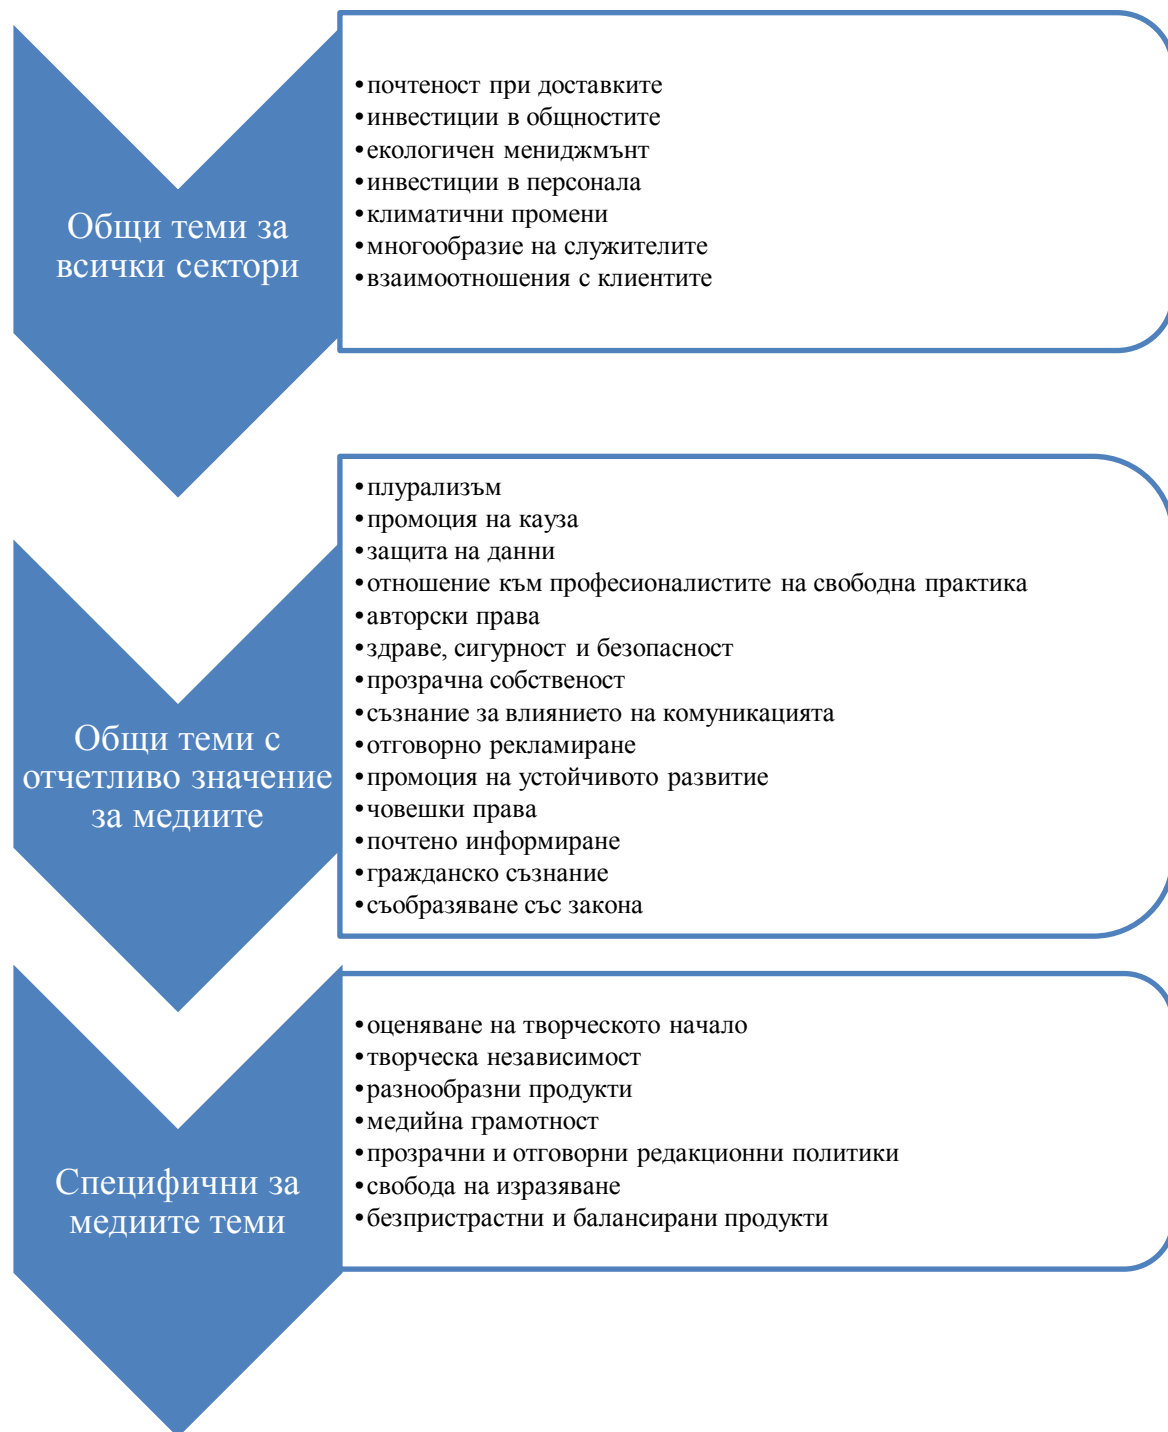 Общи теми за
всички сектори
•почтеност при доставките
•инвестиции в общностите
•екологичен мениджмънт
•инвестиции в персонала
•климатични промени
•многообразие на служителите
•взаимоотношения с клиентите
Общи теми с
отчетливо значение
за медиите
•плурализъм
•промоция на кауза
•защита на данни
•отношение към професионалистите на свободна практика
•авторски права
•здраве, сигурност и безопасност
•прозрачна собственост
•съзнание за влиянието на комуникацията
•отговорно рекламиране
•промоция на устойчивото развитие
•човешки права
•почтено информиране
•гражданско съзнание
•съобразяване със закона
Специфични за
медиите теми
•оценяване на творческото начало
•творческа независимост
•разнообразни продукти
•медийна грамотност
•прозрачни и отговорни редакционни политики
•свобода на изразяване
•безпристрастни и балансирани продукти